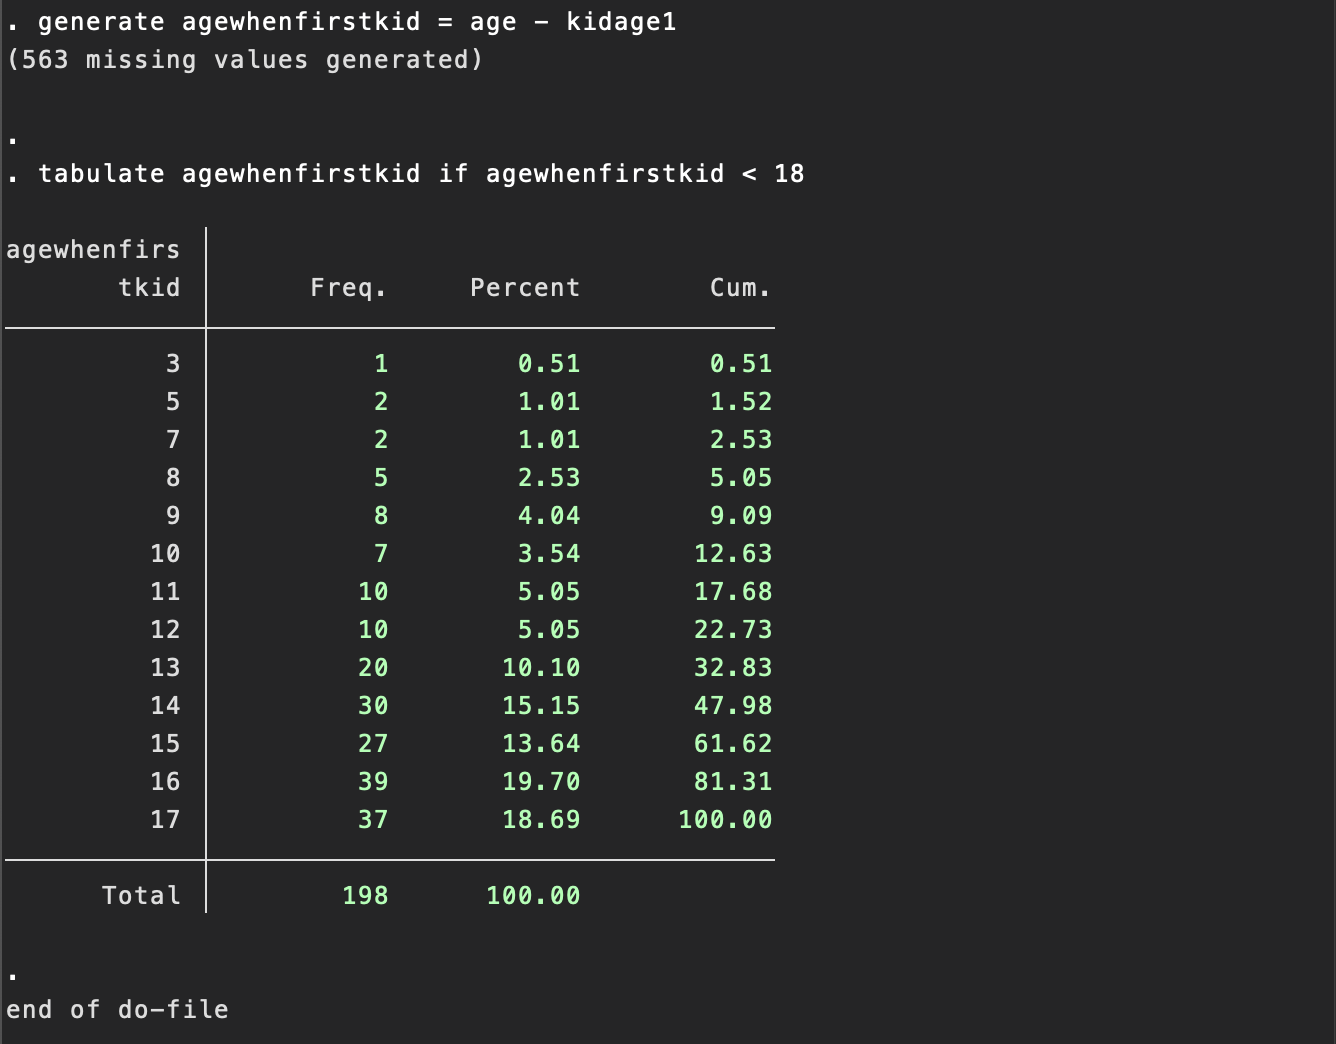 . generate agewhenfirstkid = age - kidage1
(563 missing values generated)
.
. tabulate agewhenfirstkid if agewhenfirstkid < 18
agewhenfirs
tkid Freq. Percent Cum.
3 1 0.51 0.51
5 2 1.01 1.52
7 2 1.01 2.53
8 5 2.53 5.05
9 8 4.04 9.09
10 7 3.54 12.63
11 10 5.05 17.68
12 10 5.05 22.73
13 20 10.10 32.83
14 30 15.15 47.98
15 27 13.64 61.62
16 39 19.70 81.31
17 37 18.69 100.00
Total 198 100.00
.
end of do-file